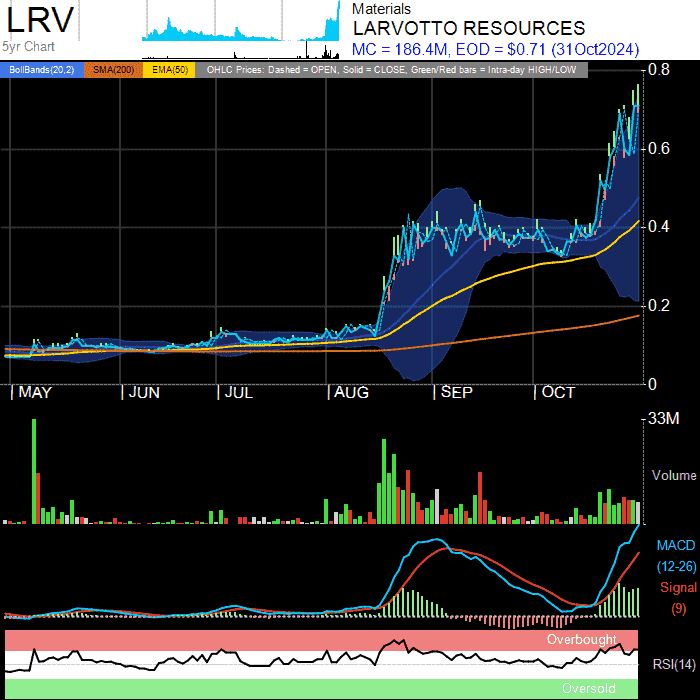 LRV
5yr Chart
Materials
LARVOTTO RESOURCES
MC = 186.4M, EOD = $0.71 (31Oct2024)
BollBands(20,2) SMA(200) EMA(50) OHLC Prices: Dashed = OPEN, Solid = CLOSE, Green/Red bars = Intra-day HIGH/LOW
0.8
0.6
0.4
0.2
0
MAY JUN JUL AUG SEP OCT
33M
Volume
MACD
(12-26)
Signal
(9)
Overbought
RSI(14)
Oversold